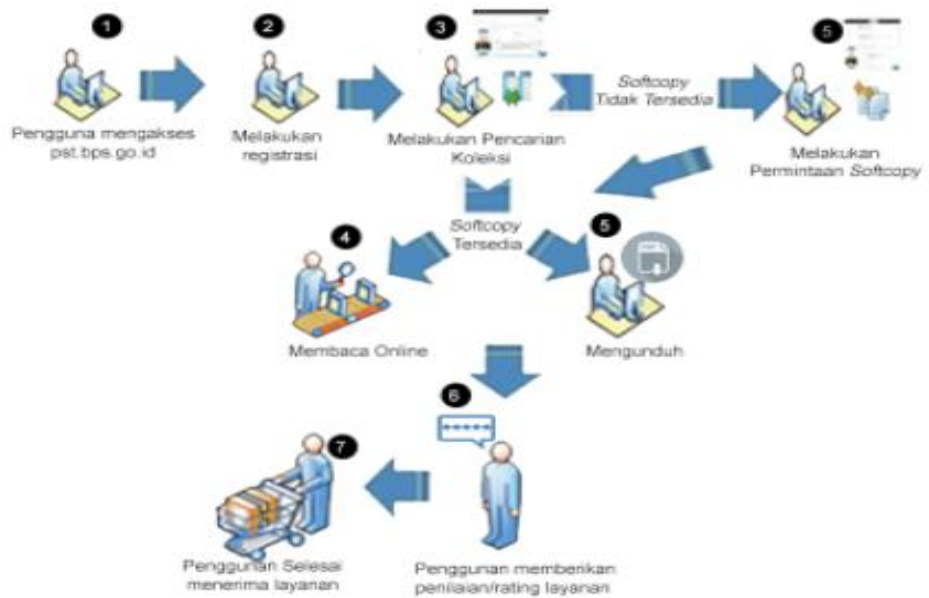 1
Pengguna mengakses
pst.bps.go.id
2
Melakukan
registrasi
3
Melakukan Pencarian
Koleksi
Softcopy
Tidak Tersedia
5
Melakukan
Permintaan Softcopy
Softcopy
Tersedia
4
Membaca Online
5
Mengunduh
6
Penggunan memberikan
penilaian/rating layanan
7
Penggunan Selesai
menerima layanan